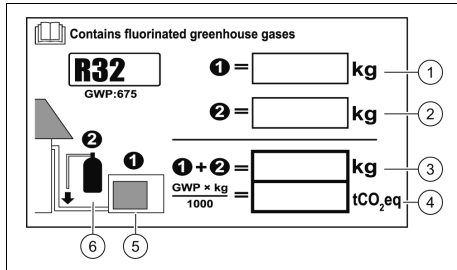 Contains fluorinated greenhouse gases
R32
GWP:675
❶ = kg ①
❷ = kg ②
❷ ❶
❶+❷ = kg ③
GWP × kg
1000
= tCO₂eq ④
⑥ ⑤